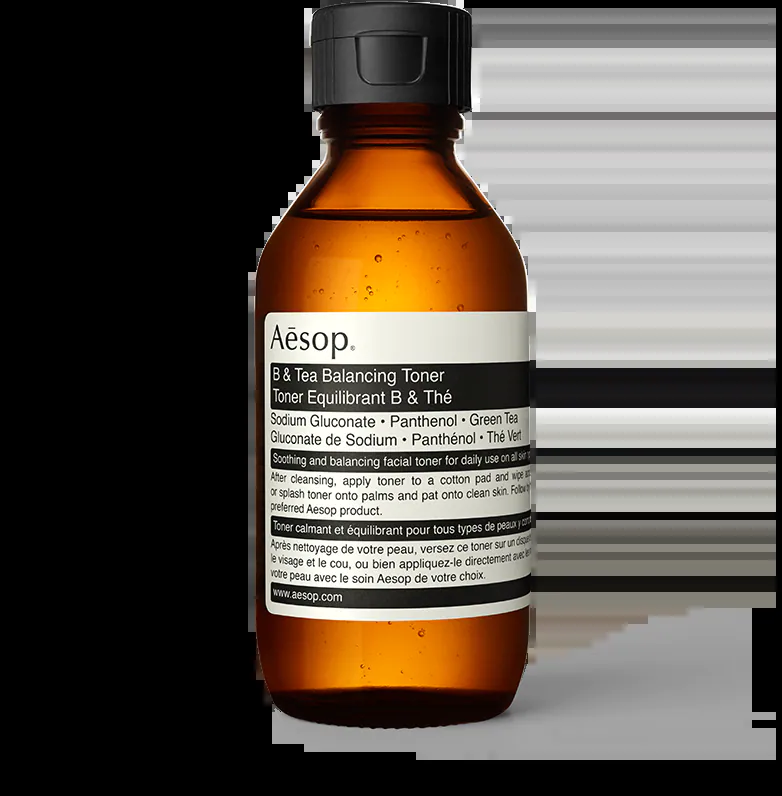 Aēsop®
B & Tea Balancing Toner
Toner Equilibrant B & Thé
Sodium Gluconate • Panthenol • Green Tea
Gluconate de Sodium • Panthénol • Thé Vert
Soothing and balancing facial toner for daily use on all skin
After cleansing, apply toner to a cotton pad and wipe
or splash toner onto palms and pat onto clean skin. Follow
preferred Aesop product.
Toner calmant et équilibrant pour tous types de peaux y
Après nettoyage de votre peau, versez ce toner sur un
le visage et le cou, ou bien appliquez-le directement avec
votre peau avec le soin Aesop de votre choix.
www.aesop.com